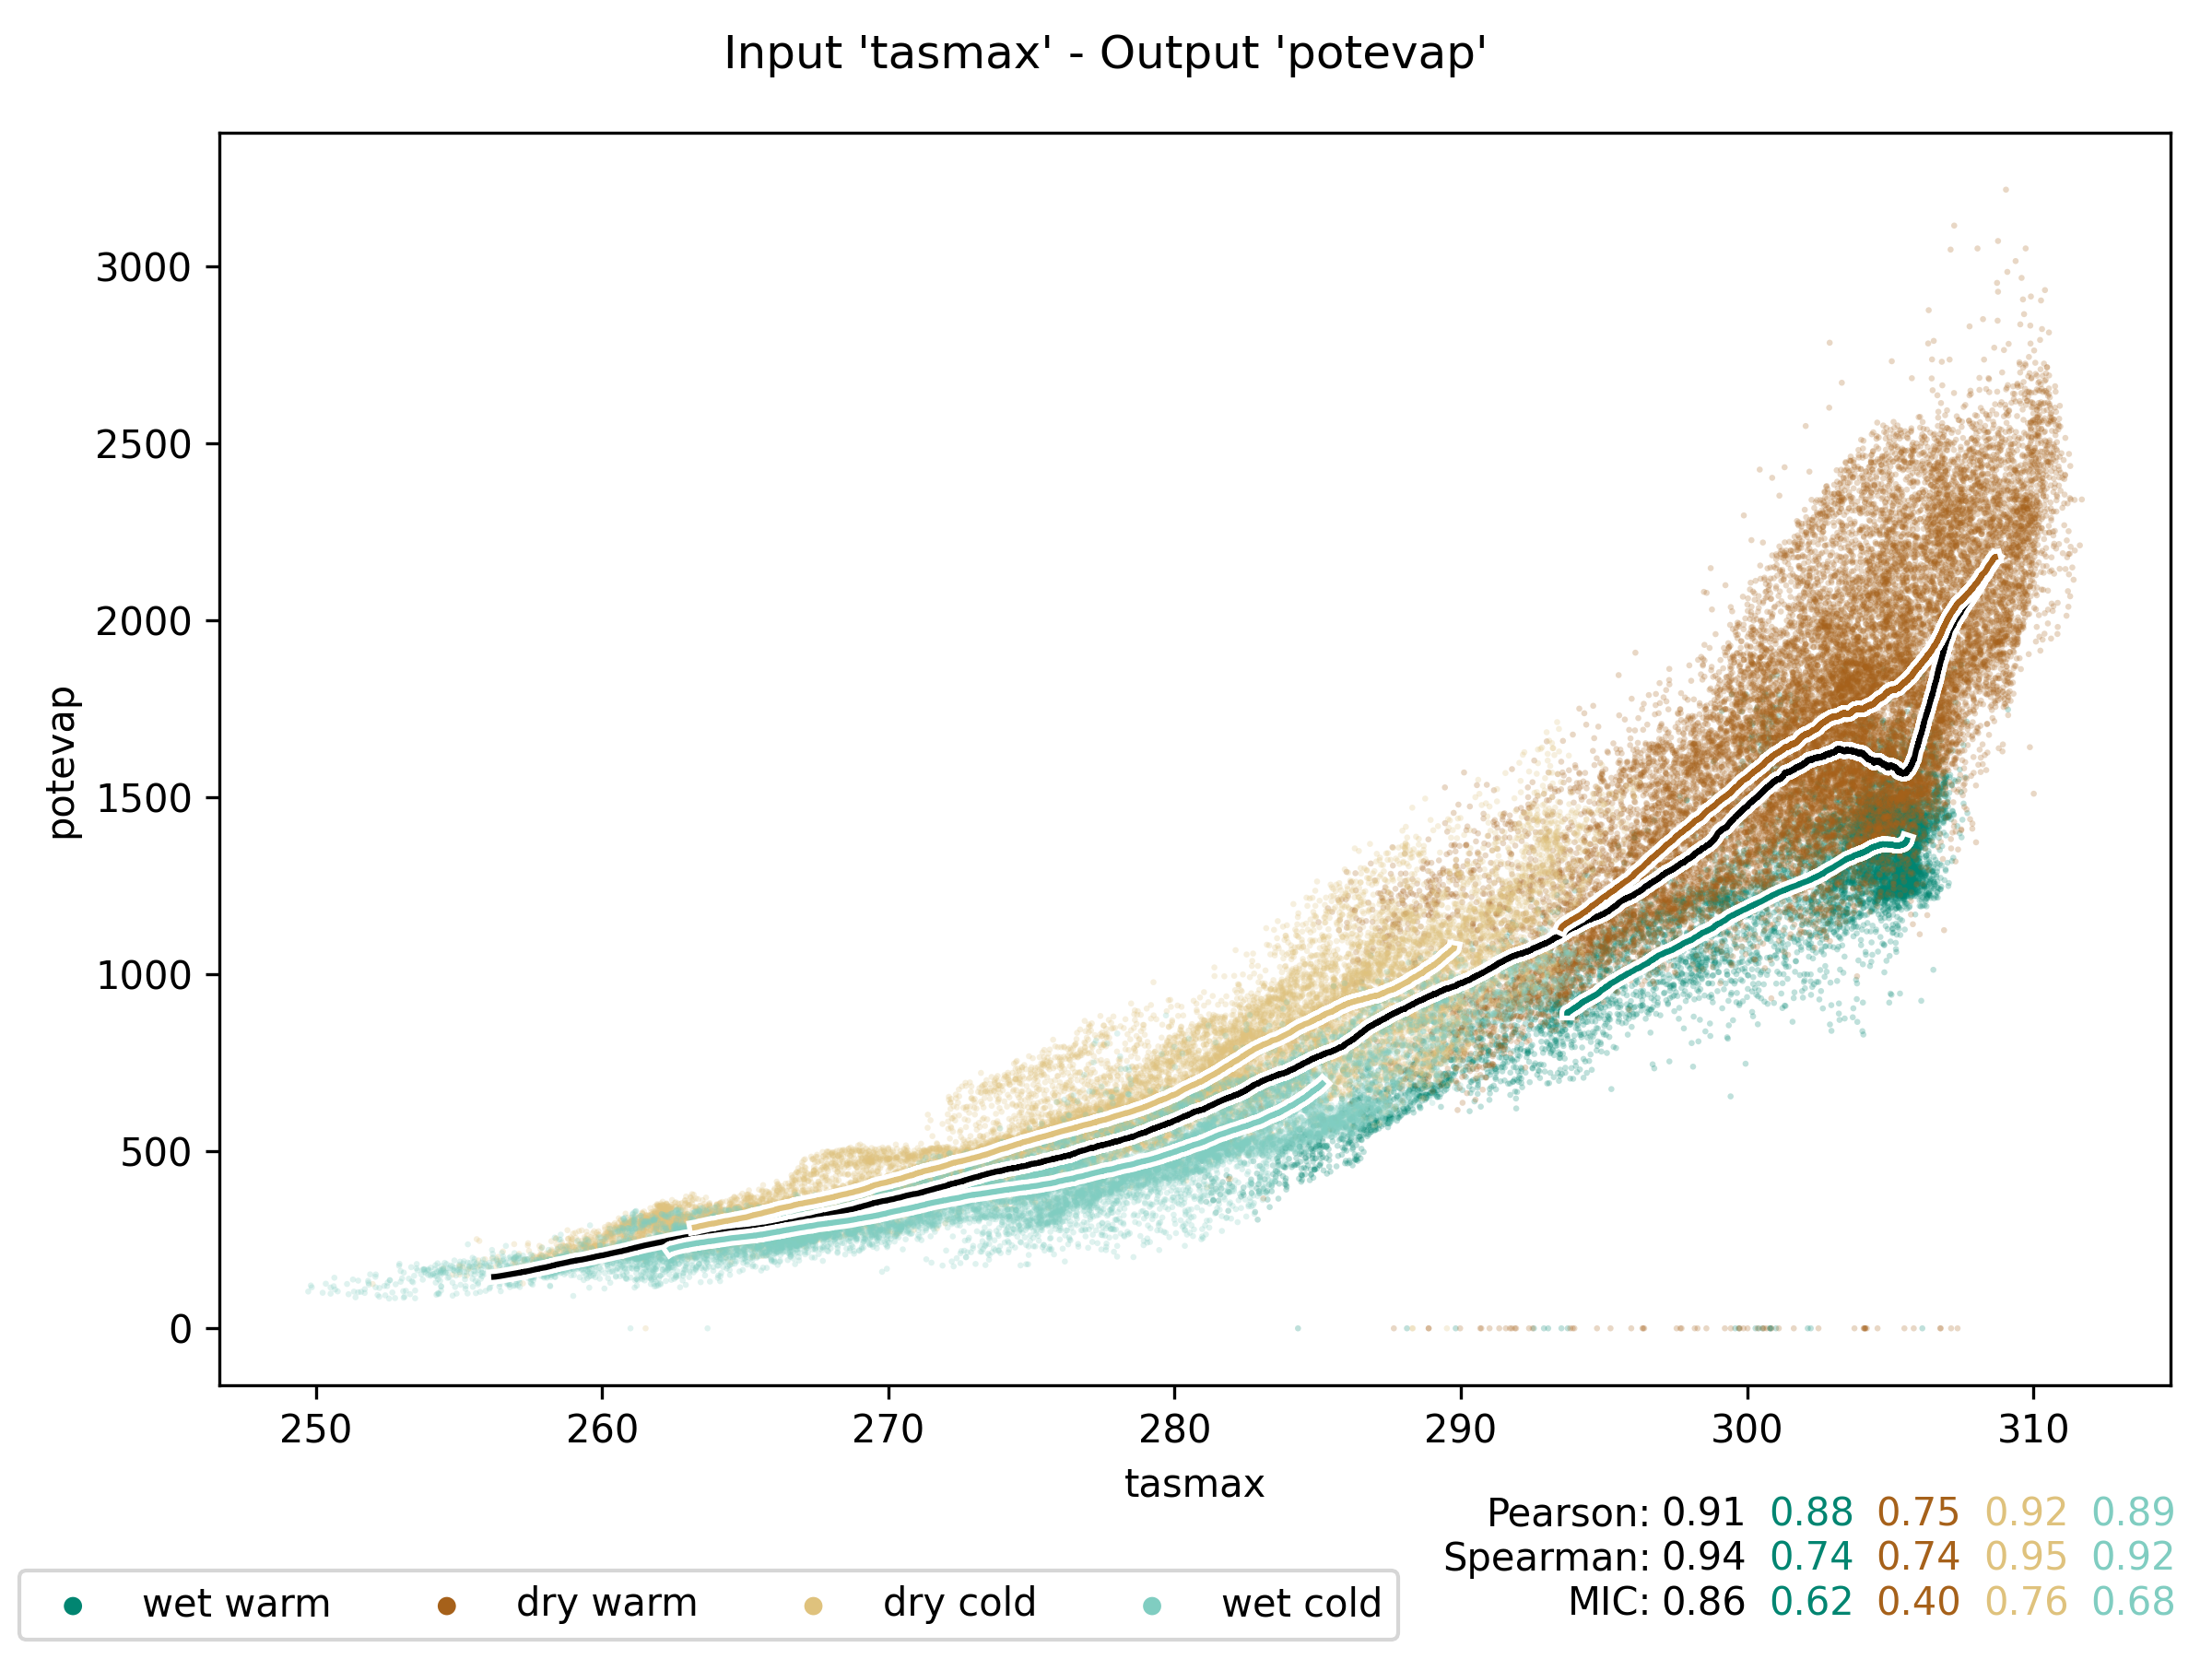 Input 'tasmax' - Output 'potevap'
3000
2500
2000
1500
1000
500
0
potevap
250 260 270 280 290 300 310
tasmax
Pearson: 0.91 0.88 0.75 0.92 0.89
Spearman: 0.94 0.74 0.74 0.95 0.92
MIC: 0.86 0.62 0.40 0.76 0.68
wet warm dry warm dry cold wet cold